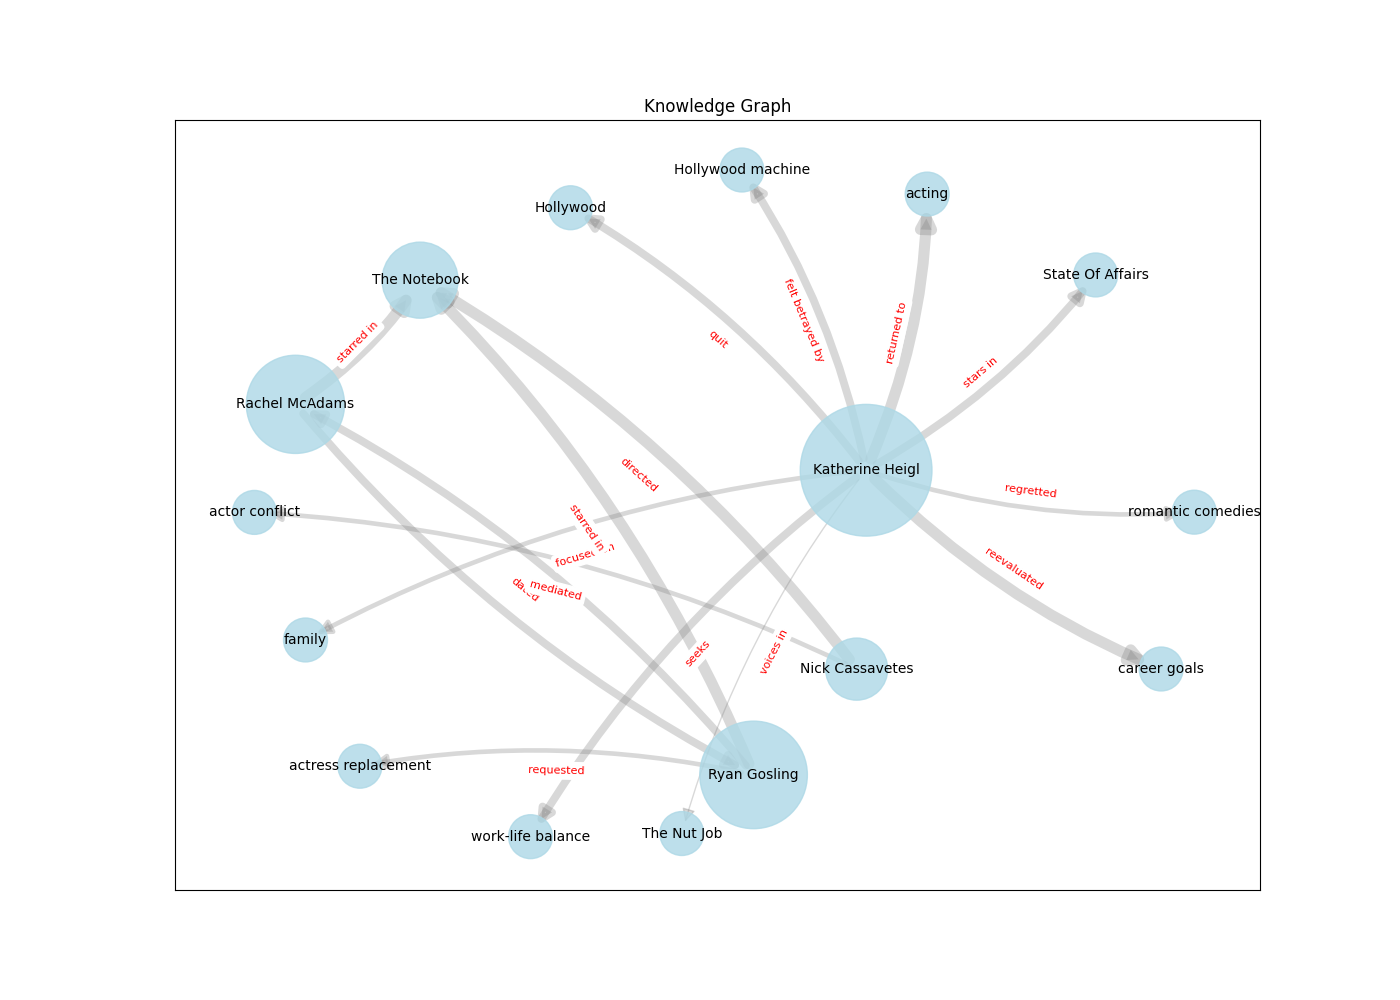 Knowledge Graph
Hollywood machine
acting
Hollywood
State Of Affairs
The Notebook
felt betrayed by
returned to
quit
starred in
stars in
Rachel McAdams
Katherine Heigl
directed
regretted
actor conflict
romantic comedies
starred in
reevaluated
mediated
family
seeks
voices in
Nick Cassavetes
career goals
actress replacement
requested
Ryan Gosling
work-life balance
The Nut Job